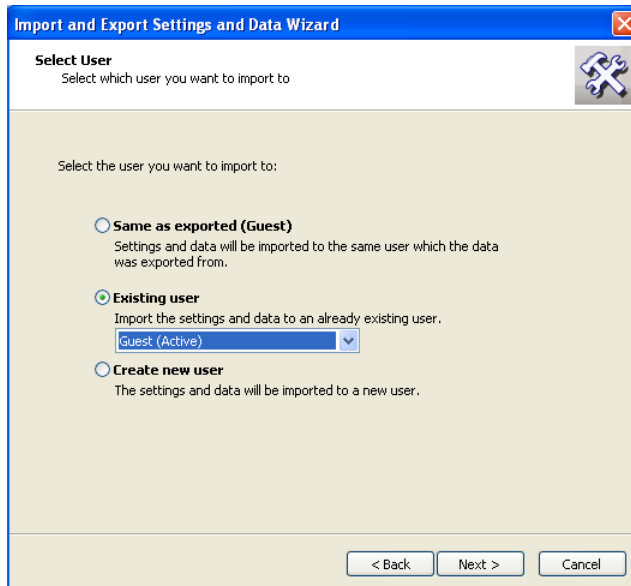 Import and Export Settings and Data Wizard
Select User
Select which user you want to import to
Select the user you want to import to:
Same as exported (Guest)
Settings and data will be imported to the same user which the data
was exported from.
Existing user
Import the settings and data to an already existing user.
Guest (Active)
Create new user
The settings and data will be imported to a new user.
< Back Next > Cancel